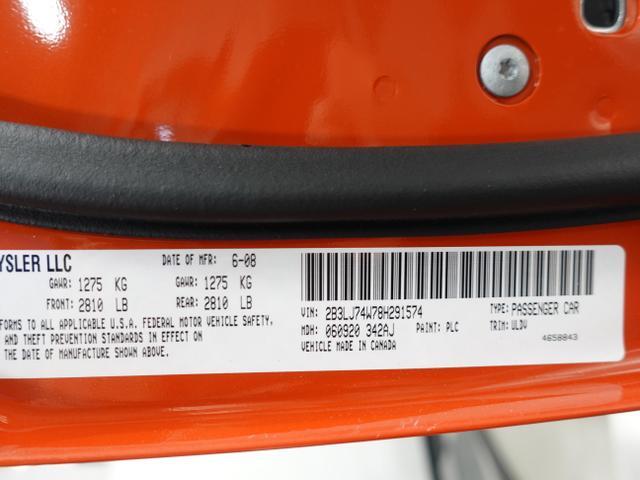 YSLER LLC DATE OF MFR: 6-08
GAWR: 1275 KG GAWR: 1275 KG
FRONT: 2810 LB REAR: 2810 LB
FORMS TO ALL APPLICABLE U.S.A. FEDERAL MOTOR VEHICLE SAFETY,
AND THEFT PREVENTION STANDARDS IN EFFECT ON
THE DATE OF MANUFACTURE SHOWN ABOVE.
VIN: 2B3LJ74W78H291574 TYPE: PASSENGER CAR
MDH: 060920 342AJ PAINT: PLC TRIM: ULDV
VEHICLE MADE IN CANADA 4658843